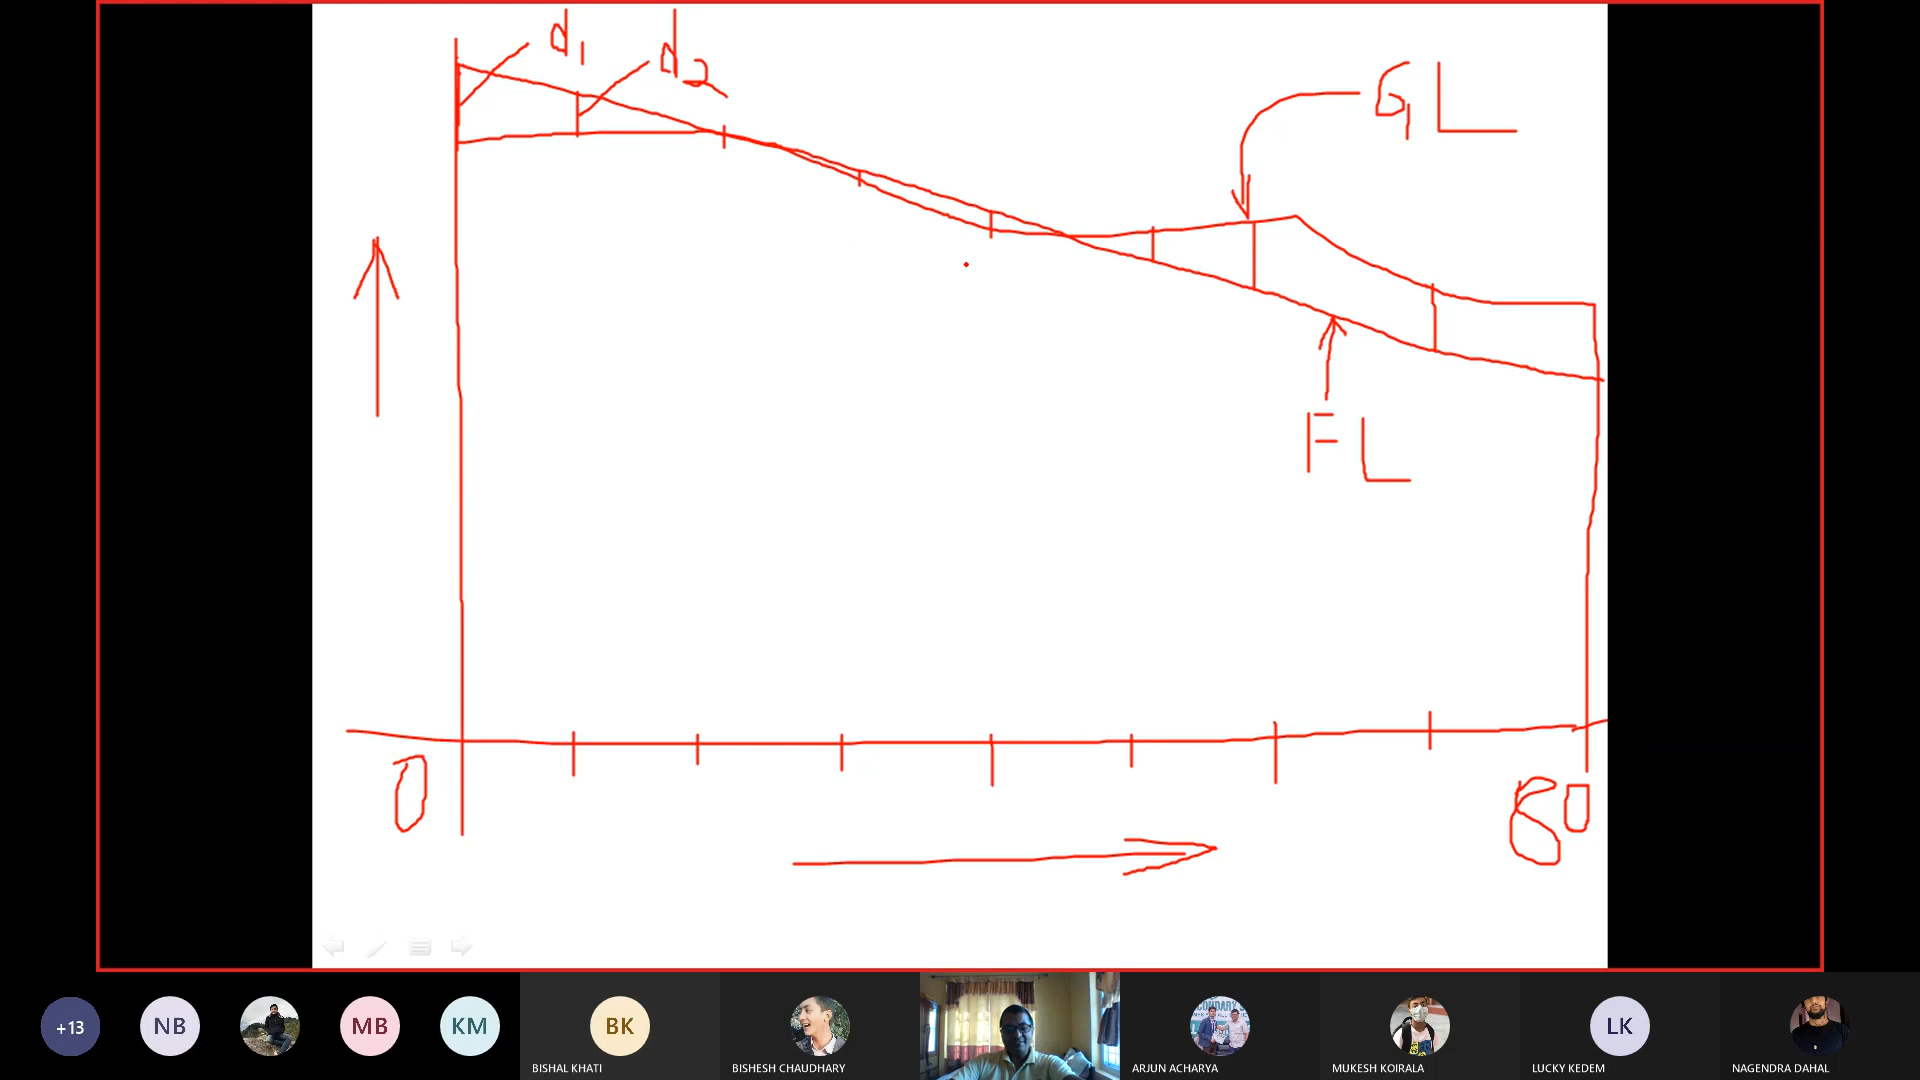 d1
d2
GL
FL
0
80
+13
NB
MB
KM
BK
BISHAL KHATI
BISHESH CHAUDHARY
ARJUN ACHARYA
MUKESH KOIRALA
LK
LUCKY KEDEM
NAGENDRA DAHAL